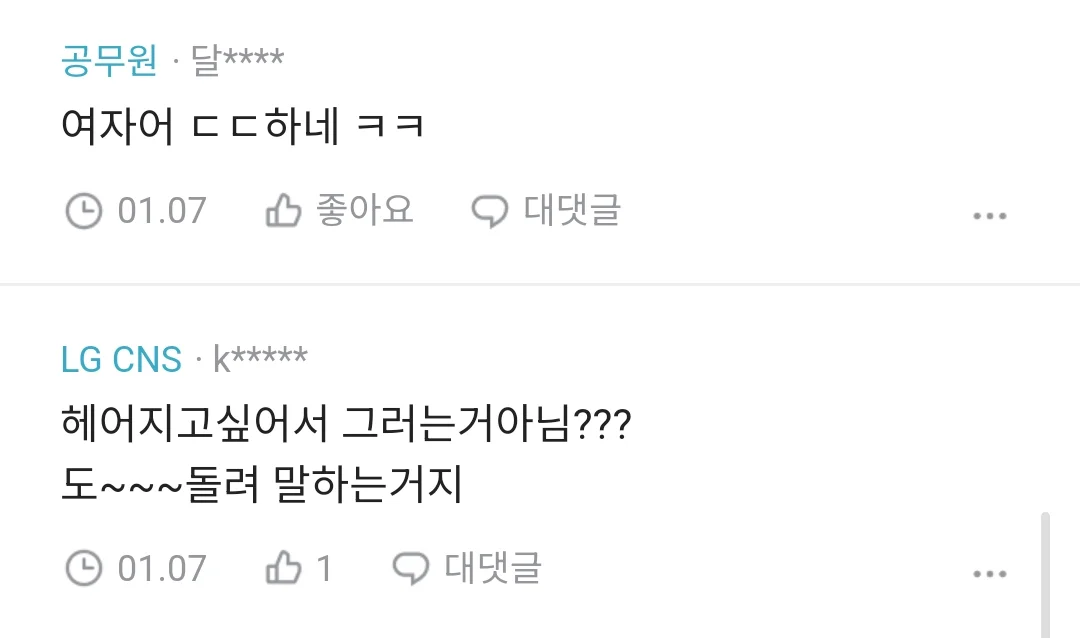 공무원 · 달****
여자어 ㄷㄷ하네 ㅋㅋ
01.07 좋아요 대댓글
LG CNS · k*****
헤어지고싶어서 그러는거아님???
도~~~돌려 말하는거지
01.07 1 대댓글